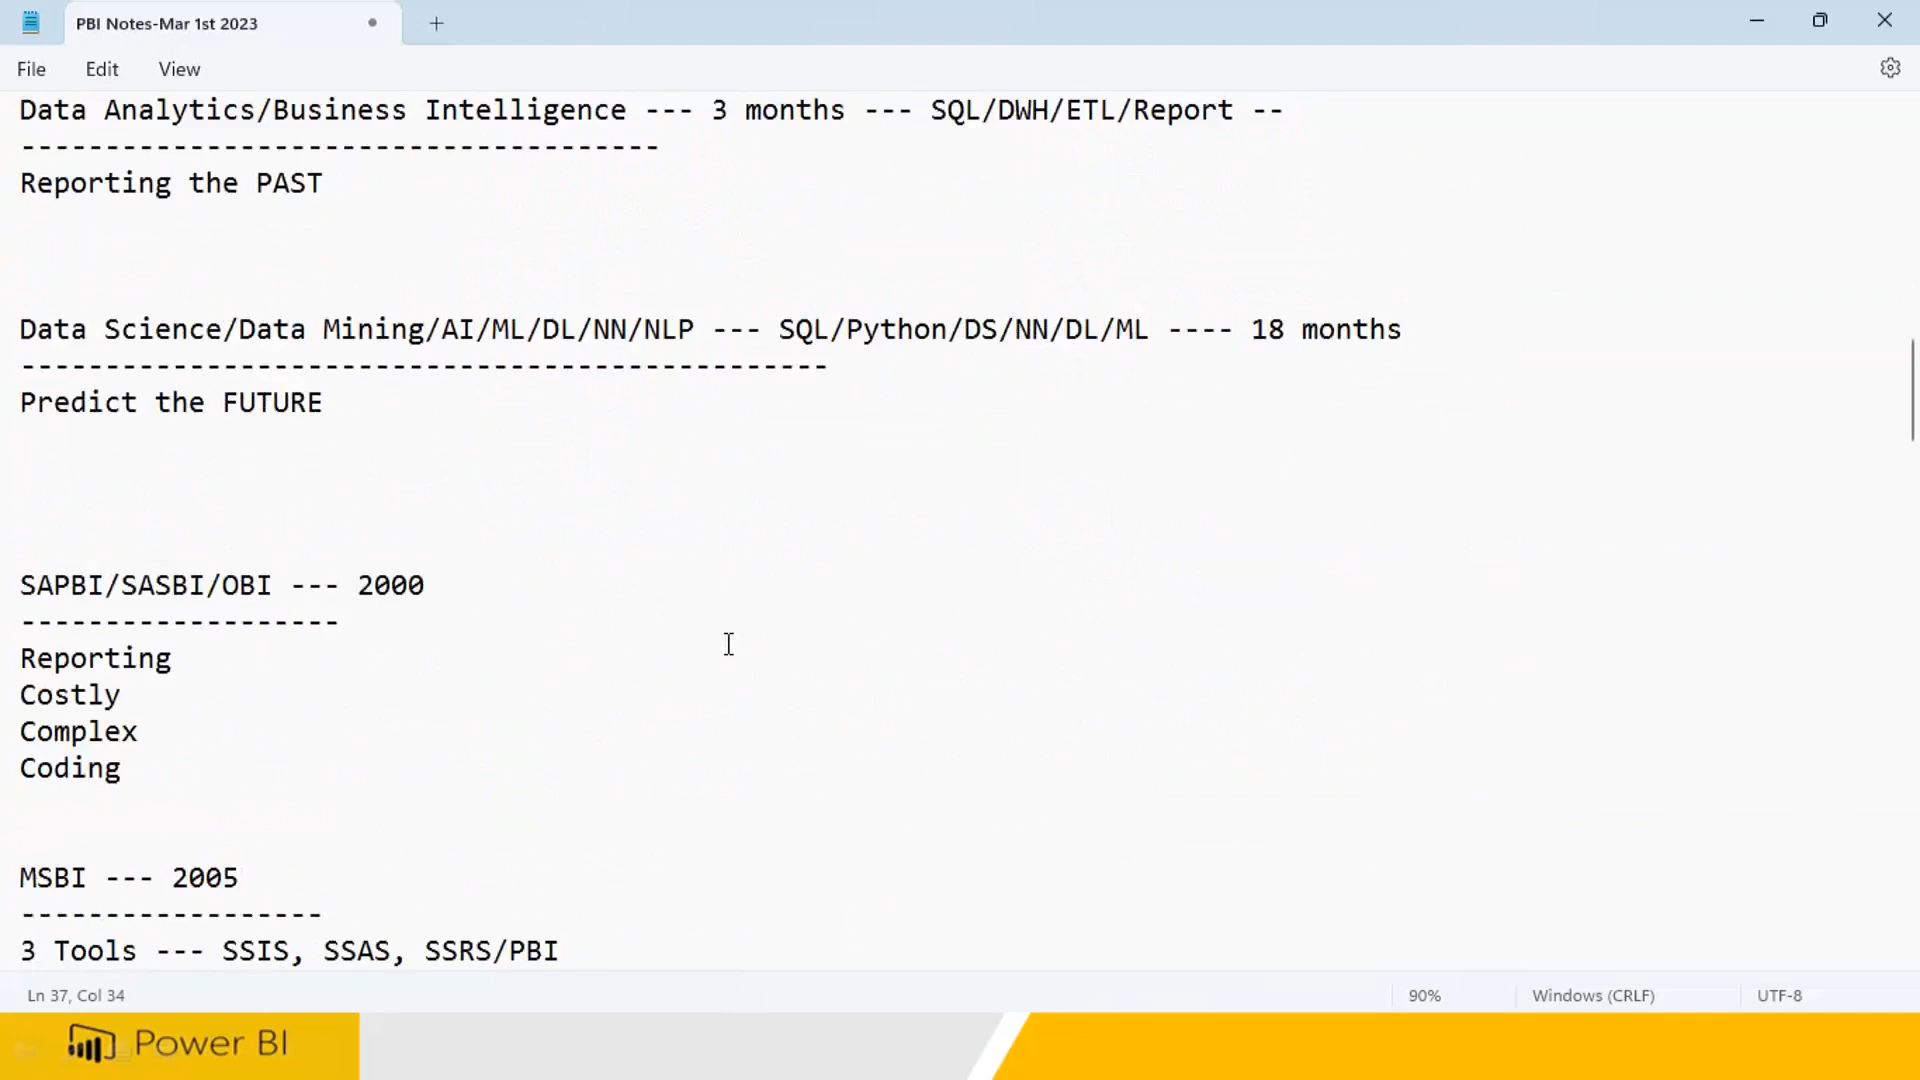 PBI Notes-Mar 1st 2023
File Edit View
Data Analytics/Business Intelligence --- 3 months --- SQL/DWH/ETL/Report --
--------------------------------------
Reporting the PAST
Data Science/Data Mining/AI/ML/DL/NN/NLP --- SQL/Python/DS/NN/DL/ML ---- 18 months
------------------------------------------------
Predict the FUTURE
SAPBI/SASBI/OBI --- 2000
-------------------
Reporting
Costly
Complex
Coding
MSBI --- 2005
------------------
3 Tools --- SSIS, SSAS, SSRS/PBI
Ln 37, Col 34 90% Windows (CRLF) UTF-8
Power BI